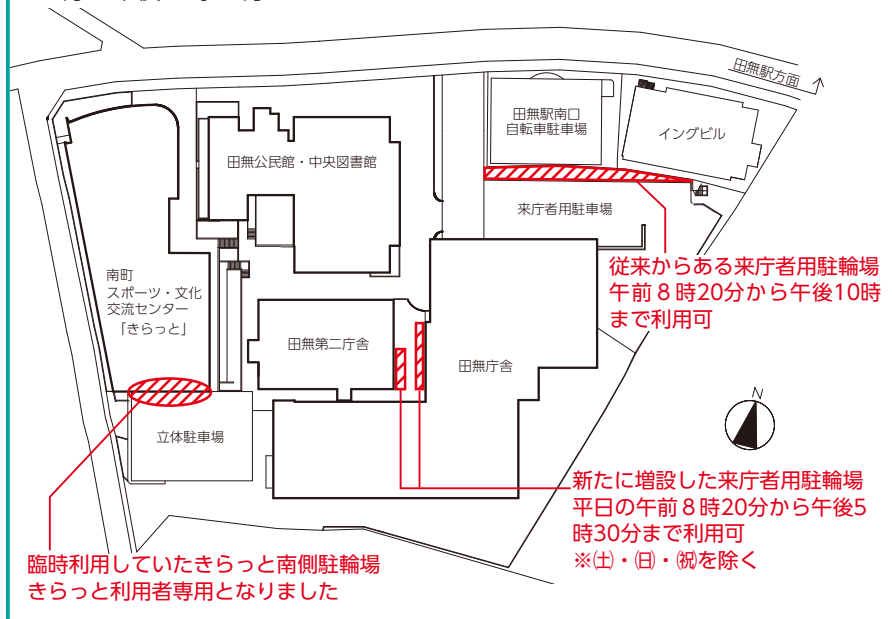 田無駅方面
田無駅南口
自転車駐車場
イングビル
田無公民館・中央図書館
来庁者用駐車場
従来からある来庁者用駐輪場
午前８時20分から午後10時
まで利用可
南町
スポーツ・文化
交流センター
「きらっと」
田無第二庁舎
田無庁舎
N
立体駐車場
新たに増設した来庁者用駐輪場
平日の午前８時20分から午後5
時30分まで利用可
※㈯・㈰・㈷を除く
臨時利用していたきらっと南側駐輪場
きらっと利用者専用となりました